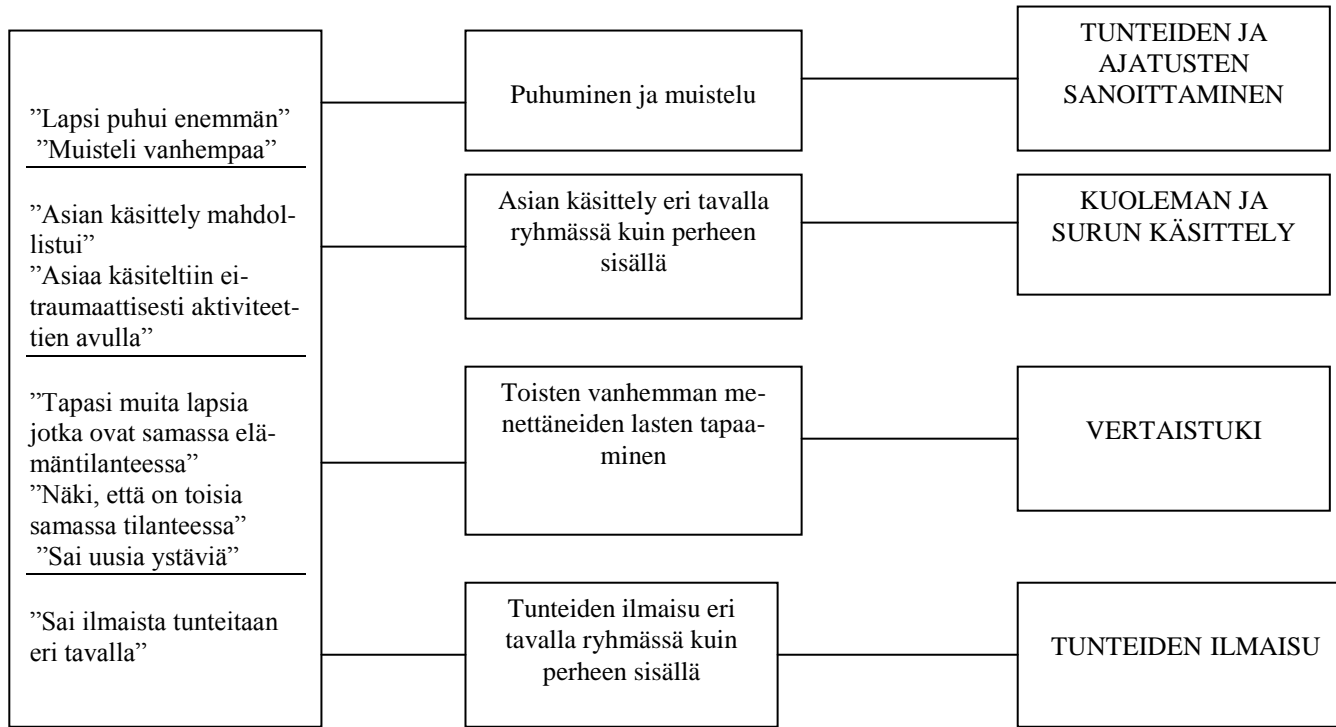 ”Lapsi puhui enemmän”
”Muisteli vanhempaa”
”Asian käsittely mahdol-
listui”
”Asiaa käsiteltiin ei-
traumaattisesti aktiviteet-
tien avulla”
”Tapasi muita lapsia
jotka ovat samassa elä-
mäntilanteessa”
”Näki, että on toisia
samassa tilanteessa”
”Sai uusia ystäviä”
”Sai ilmaista tunteitaan
eri tavalla”
Puhuminen ja muistelu
Asian käsittely eri tavalla
ryhmässä kuin perheen
sisällä
Toisten vanhemman me-
nettäneiden lasten tapaa-
minen
Tunteiden ilmaisu eri
tavalla ryhmässä kuin
perheen sisällä
TUNTEIDEN JA
AJATUSTEN
SANOITTAMINEN
KUOLEMAN JA
SURUN KÄSITTELY
VERTAISTUKI
TUNTEIDEN ILMAISU